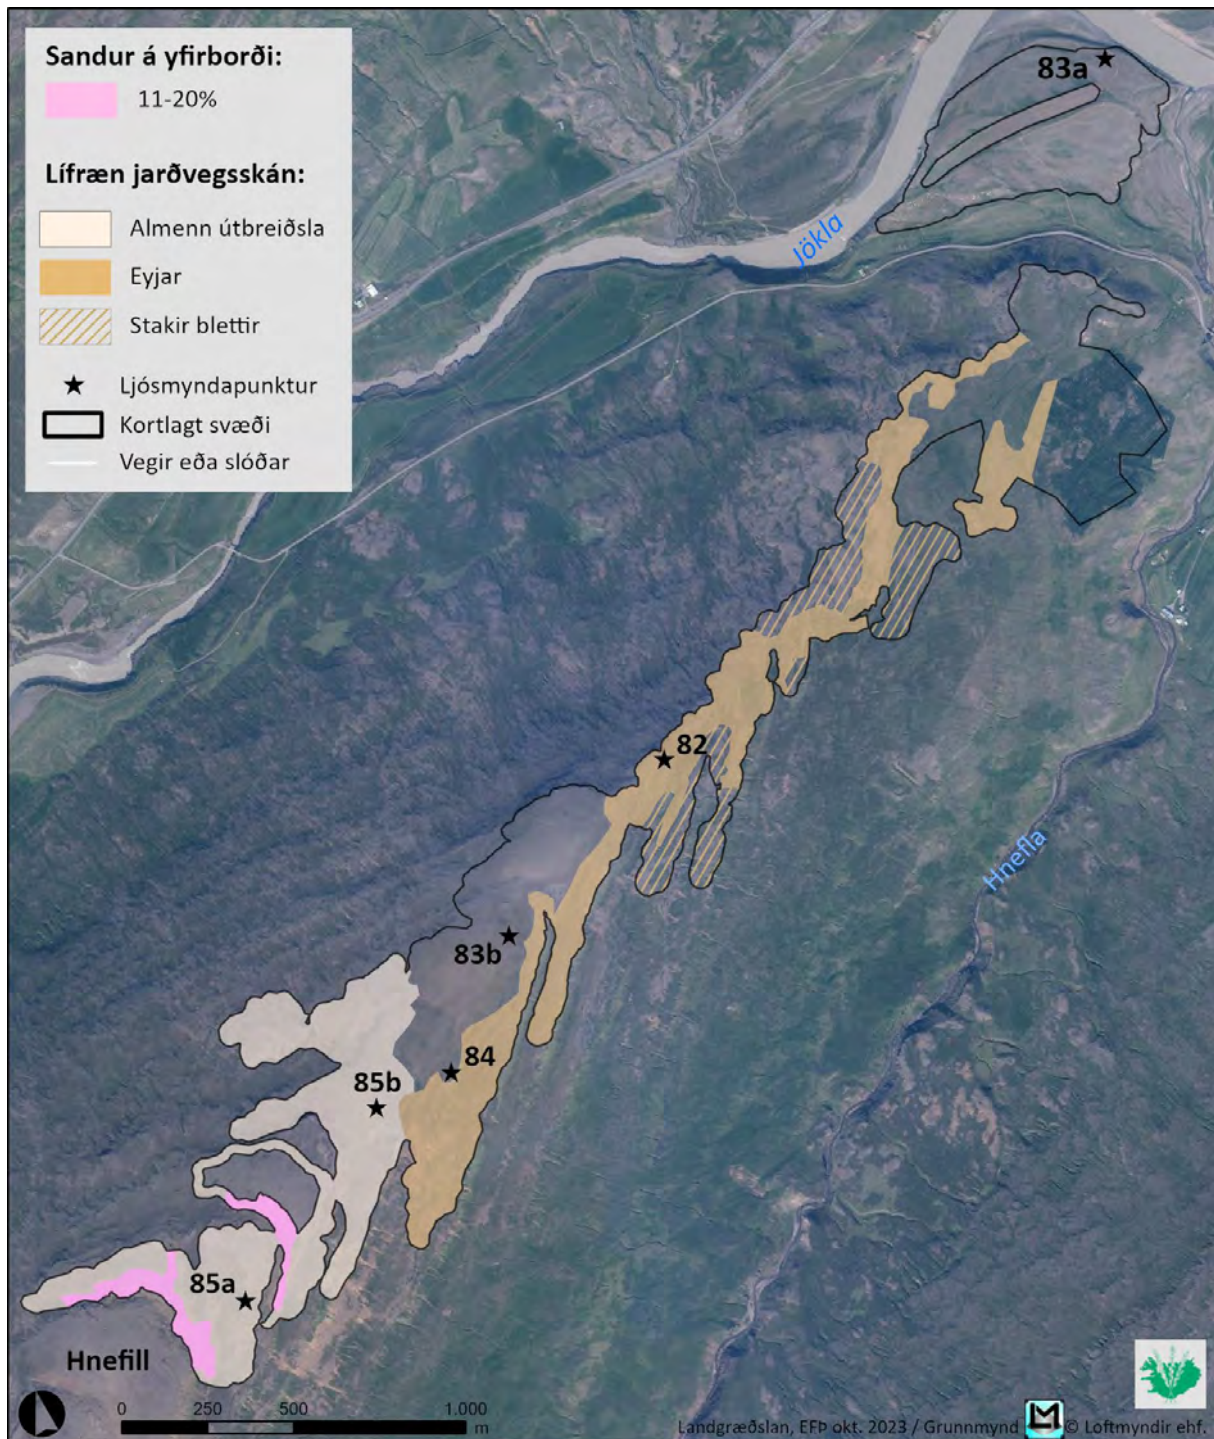 Sandur á yfirborði:
11-20%
Lífræn jarðvegsskán:
Almenn útbreiðsla
Eyjar
Stakir blettir
Ljósmyndapunktur
Kortlagt svæði
Vegir eða slóðar
83a
Jökla
82
Hnefla
83b
84
85b
85a
Hnefill
0 250 500 1.000
m
Landgræðslan, EFÞ okt. 2023 / Grunnmynd © Loftmyndir ehf.